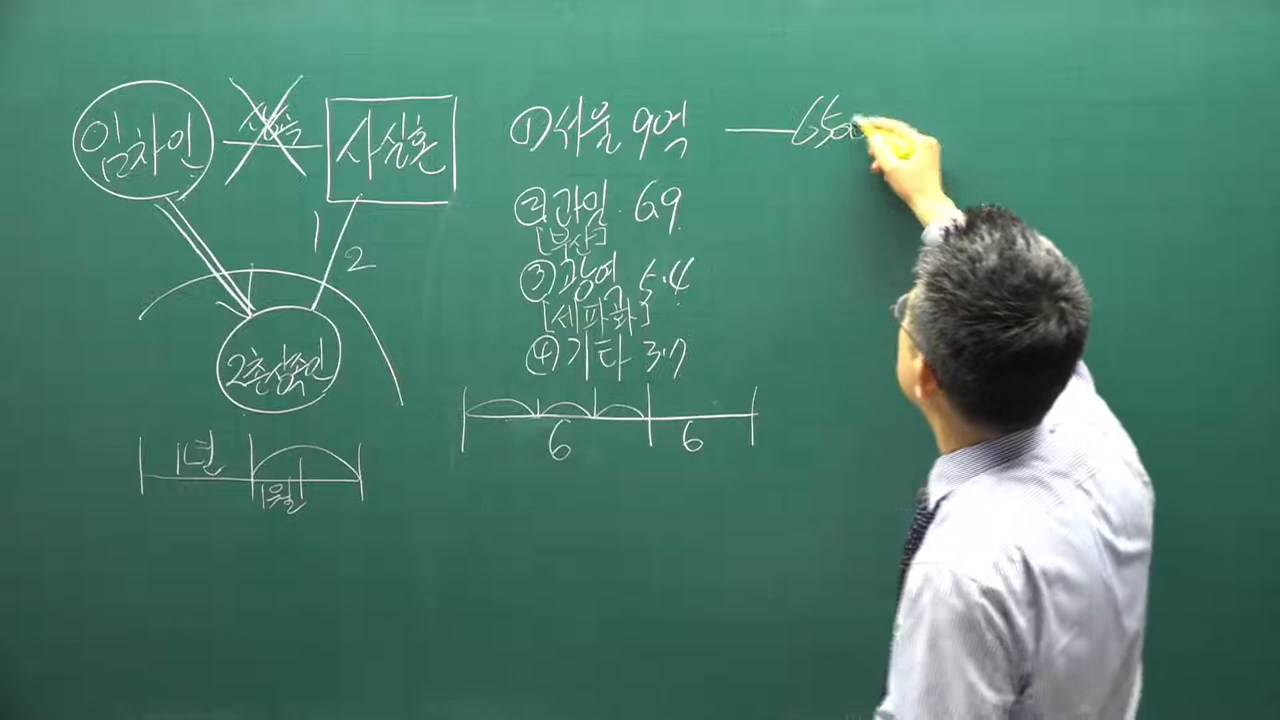 임차인
상속
사실혼
1
2
2촌상속인
1년
1월
①서울 9억 — 6500
②과밀. 6.9
[부산]
③광역 5.4
[세파화]
④기타 3.7
6
6